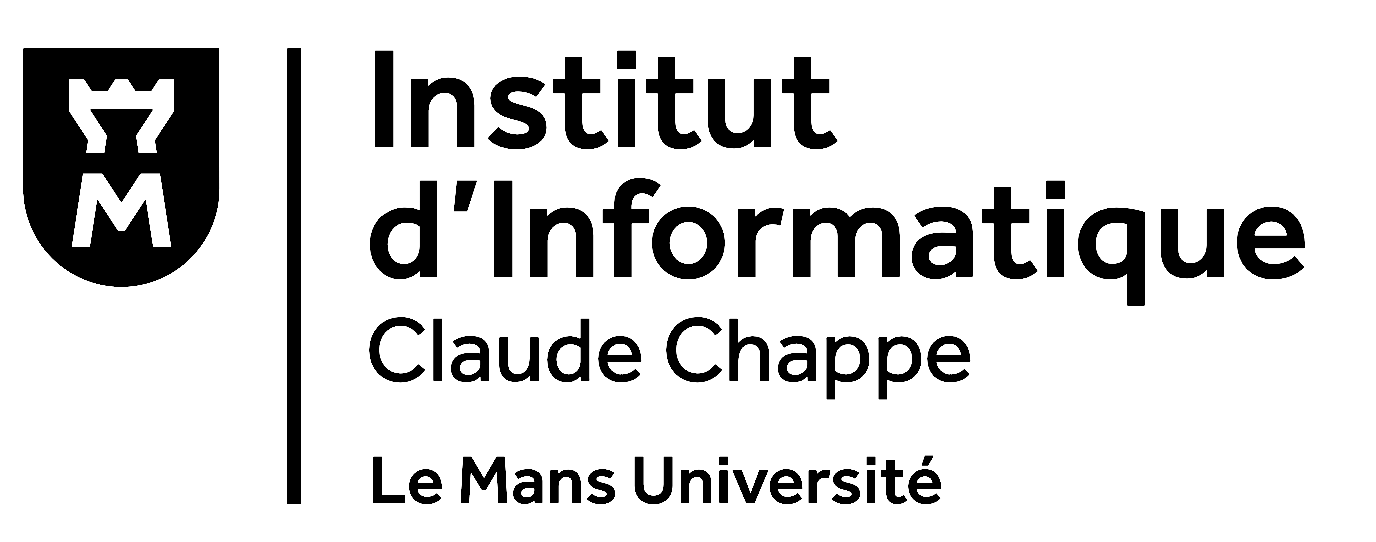 M
Institut
d’Informatique
Claude Chappe
Le Mans Université